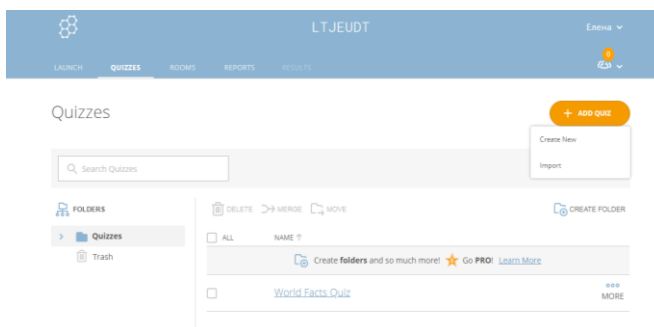 LTJEUDT
Елена
LAUNCH QUIZZES ROOMS REPORTS RESULTS
0
Quizzes
+ ADD QUIZ
Create New
Import
Search Quizzes
FOLDERS
DELETE MERGE MOVE
CREATE FOLDER
Quizzes
ALL NAME ↑
Trash
Create folders and so much more! Go PRO! Learn More
World Facts Quiz
MORE